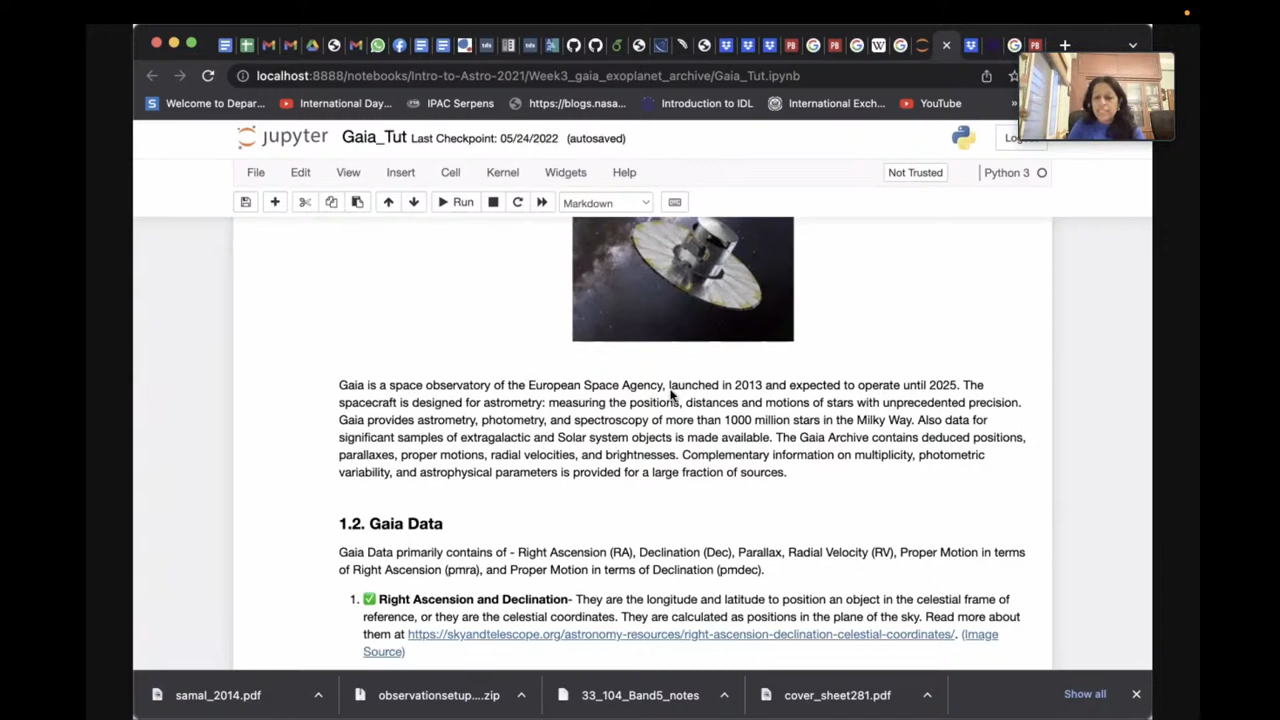 localhost:8888/notebooks/Intro-to-Astro-2021/Week3_gaia_exoplanet_archive/Gaia_Tut.ipynb
Welcome to Depar... International Day... IPAC Serpens https://blogs.nasa... Introduction to IDL International Exch... YouTube »
jupyter Gaia_Tut Last Checkpoint: 05/24/2022 (autosaved)
File Edit View Insert Cell Kernel Widgets Help Not Trusted Python 3
Run Markdown
Gaia is a space observatory of the European Space Agency, launched in 2013 and expected to operate until 2025. The
spacecraft is designed for astrometry: measuring the positions, distances and motions of stars with unprecedented precision.
Gaia provides astrometry, photometry, and spectroscopy of more than 1000 million stars in the Milky Way. Also data for
significant samples of extragalactic and Solar system objects is made available. The Gaia Archive contains deduced positions,
parallaxes, proper motions, radial velocities, and brightnesses. Complementary information on multiplicity, photometric
variability, and astrophysical parameters is provided for a large fraction of sources.
1.2. Gaia Data
Gaia Data primarily contains of - Right Ascension (RA), Declination (Dec), Parallax, Radial Velocity (RV), Proper Motion in terms
of Right Ascension (pmra), and Proper Motion in terms of Declination (pmdec).
1. ✅ Right Ascension and Declination- They are the longitude and latitude to position an object in the celestial frame of
reference, or they are the celestial coordinates. They are calculated as positions in the plane of the sky. Read more about
them at https://skyandtelescope.org/astronomy-resources/right-ascension-declination-celestial-coordinates/. (Image
Source)
samal_2014.pdf observationsetup....zip 33_104_Band5_notes cover_sheet281.pdf Show all